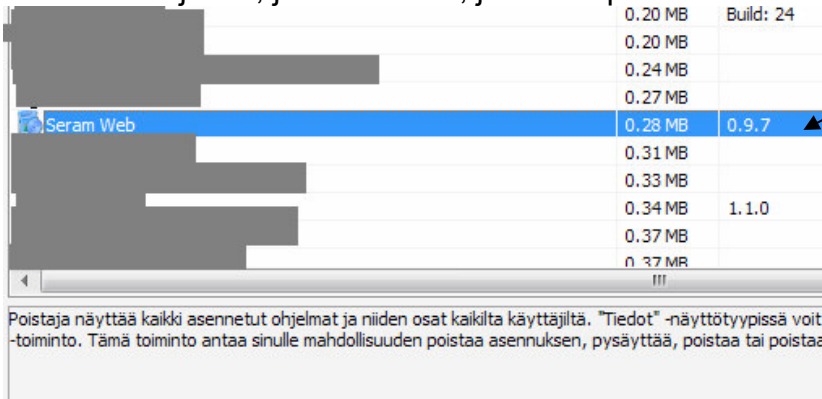 0.20 MB Build: 24
0.20 MB
0.24 MB
0.27 MB
Seram Web 0.28 MB 0.9.7
0.31 MB
0.33 MB
0.34 MB 1.1.0
0.37 MB
0.37 MB
Poistaja näyttää kaikki asennetut ohjelmat ja niiden osat kaikilta käyttäjiltä. "Tiedot" -näyttötyypissä voit
-toiminto. Tämä toiminto antaa sinulle mahdollisuuden poistaa asennuksen, pysäyttää, poistaa tai poistaa